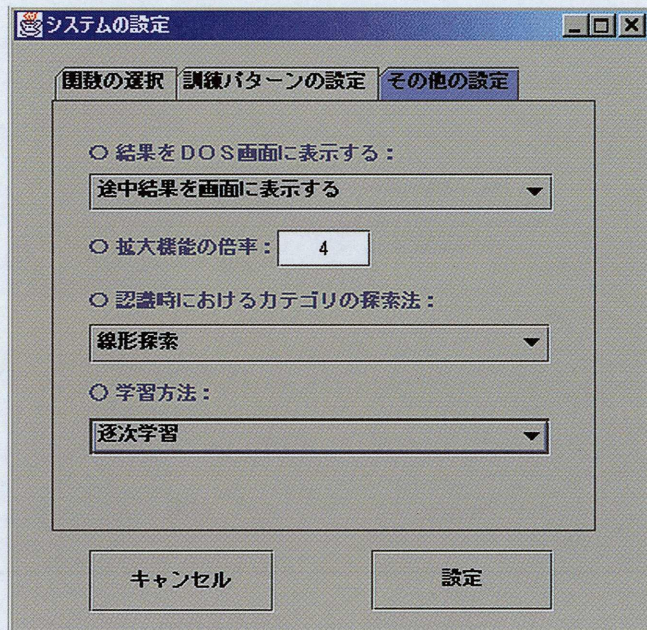 システムの設定
関数の選択 訓練パターンの設定 その他の設定
○ 結果をDOS画面に表示する：
途中結果を画面に表示する
○ 拡大機能の倍率： 4
○ 認識時におけるカテゴリの探索法：
線形探索
○ 学習方法：
逐次学習
キャンセル 設定